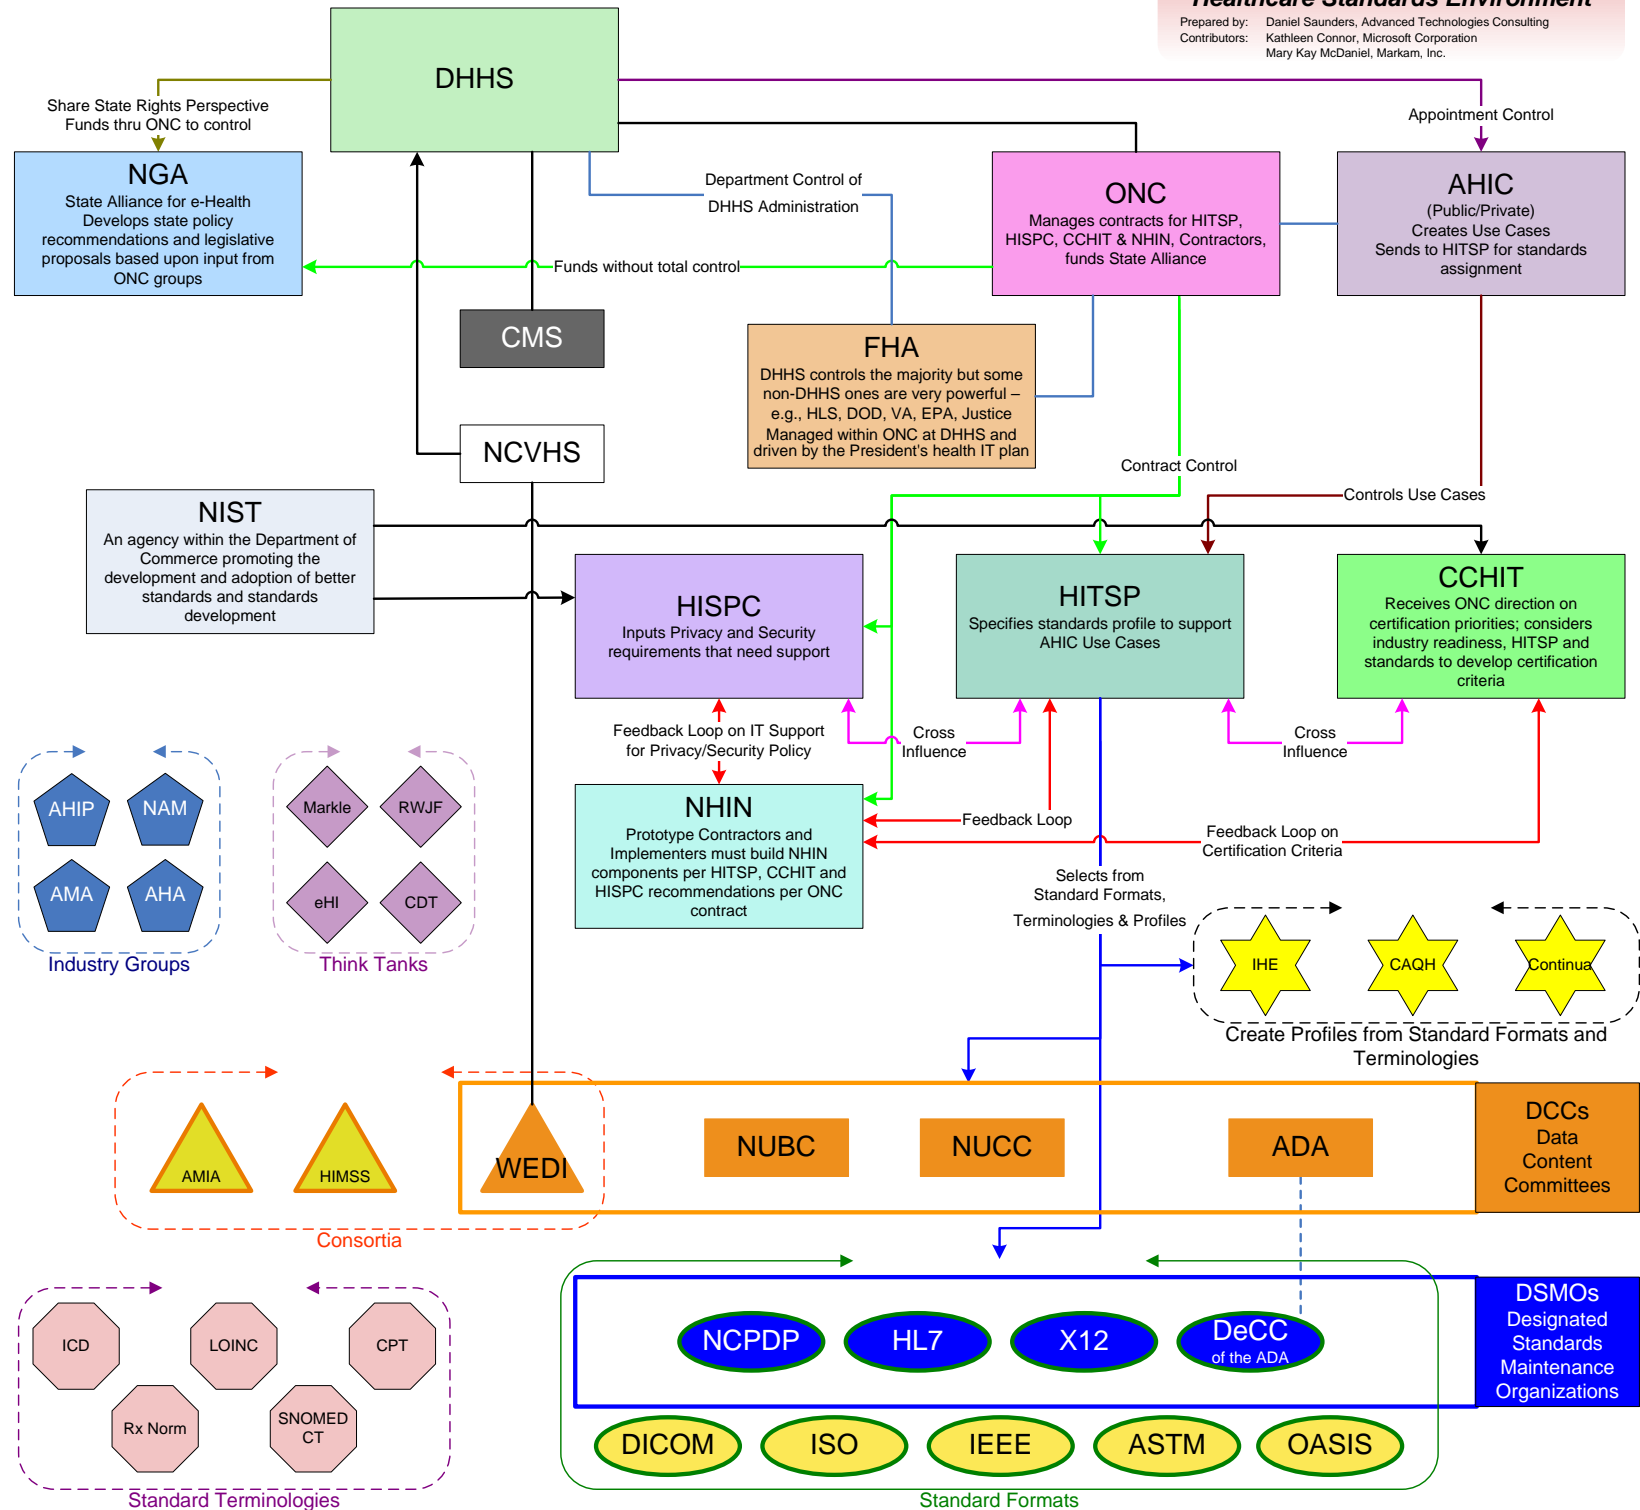 Healthcare Standards Environment
Prepared by: Daniel Saunders, Advanced Technologies Consulting
Contributors: Kathleen Connor, Microsoft Corporation
Mary Kay McDaniel, Markam, Inc.
DHHS
Share State Rights Perspective
Funds thru ONC to control
Appointment Control
NGA
State Alliance for e-Health
Develops state policy
recommendations and legislative
proposals based upon input from
ONC groups
Department Control of
DHHS Administration
ONC
Manages contracts for HITSP,
HISPC, CCHIT & NHIN, Contractors,
funds State Alliance
AHIC
(Public/Private)
Creates Use Cases
Sends to HITSP for standards
assignment
Funds without total control
CMS
FHA
DHHS controls the majority but some
non-DHHS ones are very powerful –
e.g., HLS, DOD, VA, EPA, Justice
Managed within ONC at DHHS and
driven by the President's health IT plan
NCVHS
Contract Control
Controls Use Cases
NIST
An agency within the Department of
Commerce promoting the
development and adoption of better
standards and standards
development
HISPC
Inputs Privacy and Security
requirements that need support
HITSP
Specifies standards profile to support
AHIC Use Cases
CCHIT
Receives ONC direction on
certification priorities; considers
industry readiness, HITSP and
standards to develop certification
criteria
Feedback Loop on IT Support
for Privacy/Security Policy
Cross
Influence
Cross
Influence
AHIP
NAM
AMA
AHA
Industry Groups
Markle
RWJF
eHI
CDT
Think Tanks
NHIN
Prototype Contractors and
Implementers must build NHIN
components per HITSP, CCHIT and
HISPC recommendations per ONC
contract
Feedback Loop
Feedback Loop on
Certification Criteria
Selects from
Standard Formats,
Terminologies & Profiles
IHE
CAQH
Continua
Create Profiles from Standard Formats and
Terminologies
AMIA
HIMSS
WEDI
Consortia
NUBC
NUCC
ADA
DCCs
Data
Content
Committees
ICD
LOINC
CPT
Rx Norm
SNOMED
CT
Standard Terminologies
NCPDP
HL7
X12
DeCC
of the ADA
DSMOs
Designated
Standards
Maintenance
Organizations
DICOM
ISO
IEEE
ASTM
OASIS
Standard Formats